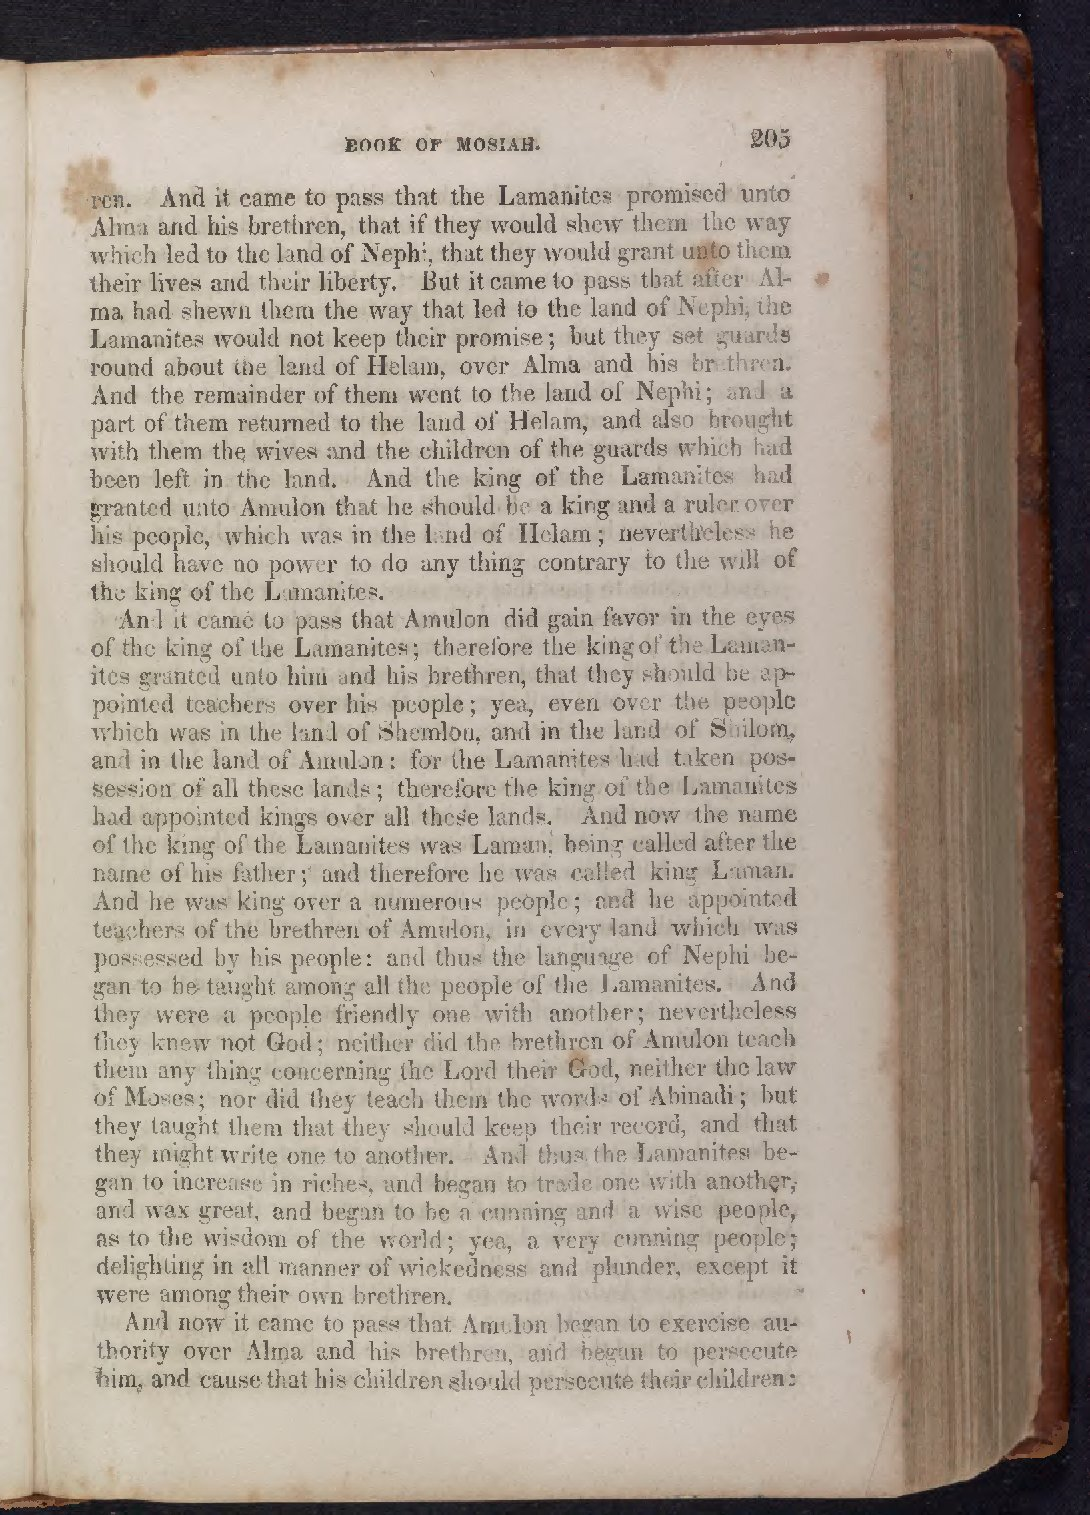 BOOK OF MOSIAH. 205
ren. And it came to pass that the Lamanites promised unto
Alma and his brethren, that if they would shew them the way
which led to the land of Nephi, that they would grant unto them
their lives and their liberty. But it came to pass that after Al-
ma had shewn them the way that led to the land of Nephi, the
Lamanites would not keep their promise; but they set guards
round about the land of Helam, over Alma and his brethren.
And the remainder of them went to the land of Nephi; and a
part of them returned to the land of Helam, and also brought
with them the wives and the children of the guards which had
been left in the land. And the king of the Lamanites had
granted unto Amulon that he should be a king and a ruler over
his people, which was in the land of Helam; nevertheless he
should have no power to do any thing contrary to the will of
the king of the Lamanites.
And it came to pass that Amulon did gain favor in the eyes
of the king of the Lamanites; therefore the king of the Laman-
ites granted unto him and his brethren, that they should be ap-
pointed teachers over his people; yea, even over the people
which was in the land of Shemlon, and in the land of Shilom,
and in the land of Amulon: for the Lamanites had taken pos-
session of all these lands; therefore the king of the Lamanites
had appointed kings over all these lands. And now the name
of the king of the Lamanites was Laman, being called after the
name of his father; and therefore he was called king Laman.
And he was king over a numerous people; and he appointed
teachers of the brethren of Amulon, in every land which was
possessed by his people: and thus the language of Nephi be-
gan to be taught among all the people of the Lamanites. And
they were a people friendly one with another; nevertheless
they knew not God; neither did the brethren of Amulon teach
them any thing concerning the Lord their God, neither the law
of Moses; nor did they teach them the words of Abinadi; but
they taught them that they should keep their record, and that
they might write one to another. And thus the Lamanites be-
gan to increase in riches, and began to trade one with another,
and wax great, and began to be a cunning and a wise people,
as to the wisdom of the world; yea, a very cunning people;
delighting in all manner of wickedness and plunder, except it
were among their own brethren.
And now it came to pass that Amulon began to exercise au-
thority over Alma and his brethren, and began to persecute
him, and cause that his children should persecute their children: